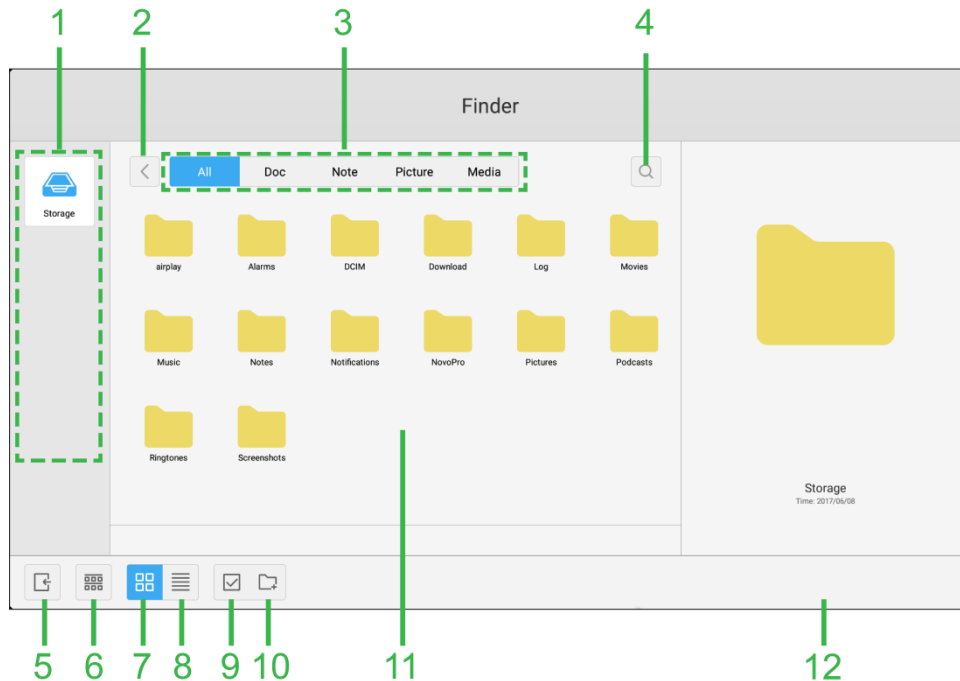 1 2 3 4
Finder
All Doc Note Picture Media
Storage
airplay Alarms DCIM Download Log Movies
Music Notes Notifications NovoPro Pictures Podcasts
Ringtones Screenshots
Storage
Time: 2017/06/08
5 6 7 8 9 10 11 12